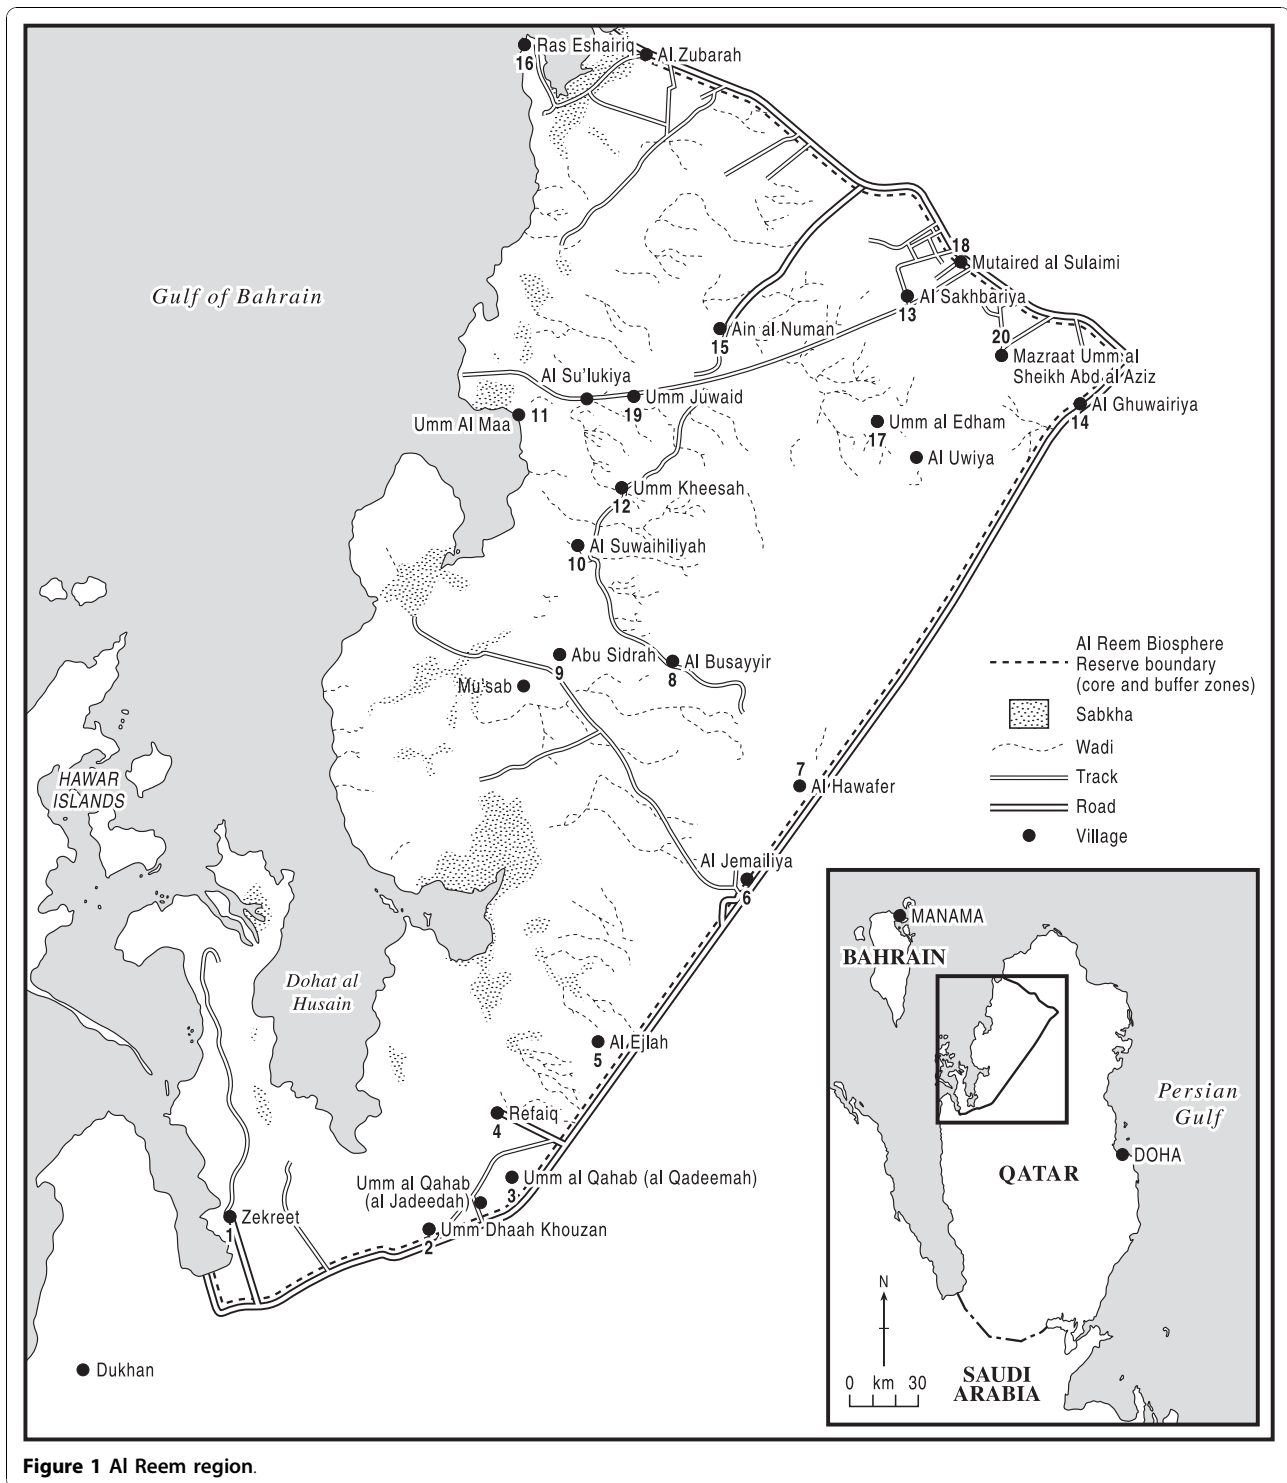 Ras Eshairiq
16
Al Zubarah
18
Mutaired al Sulaimi
Gulf of Bahrain
Al Sakhbariya
13
Ain al Numan
15
20
Mazraat Umm al
Sheikh Abd al Aziz
Al Su'lukiya
Umm Juwaid
19
Umm Al Maa
11
Al Ghuwairiya
14
Umm al Edham
17
Al Uwiya
Umm Kheesah
12
Al Suwaihiliyah
10
Abu Sidrah
9
Al Busayyir
8
Mu'sab
Al Reem Biosphere
Reserve boundary
(core and buffer zones)
Sabkha
Wadi
Track
Road
Village
HAWAR
ISLANDS
7
Al Hawafer
Al Jemailiya
6
Dohat al
Husain
Al Ejlah
5
Refaiq
4
Umm al Qahab
(al Jadeedah)
Umm al Qahab (al Qadeemah)
3
Zekreet
1
Umm Dhaah Khouzan
2
Dukhan
MANAMA
BAHRAIN
Persian
Gulf
DOHA
QATAR
N
0 km 30
SAUDI
ARABIA
Figure 1 Al Reem region.